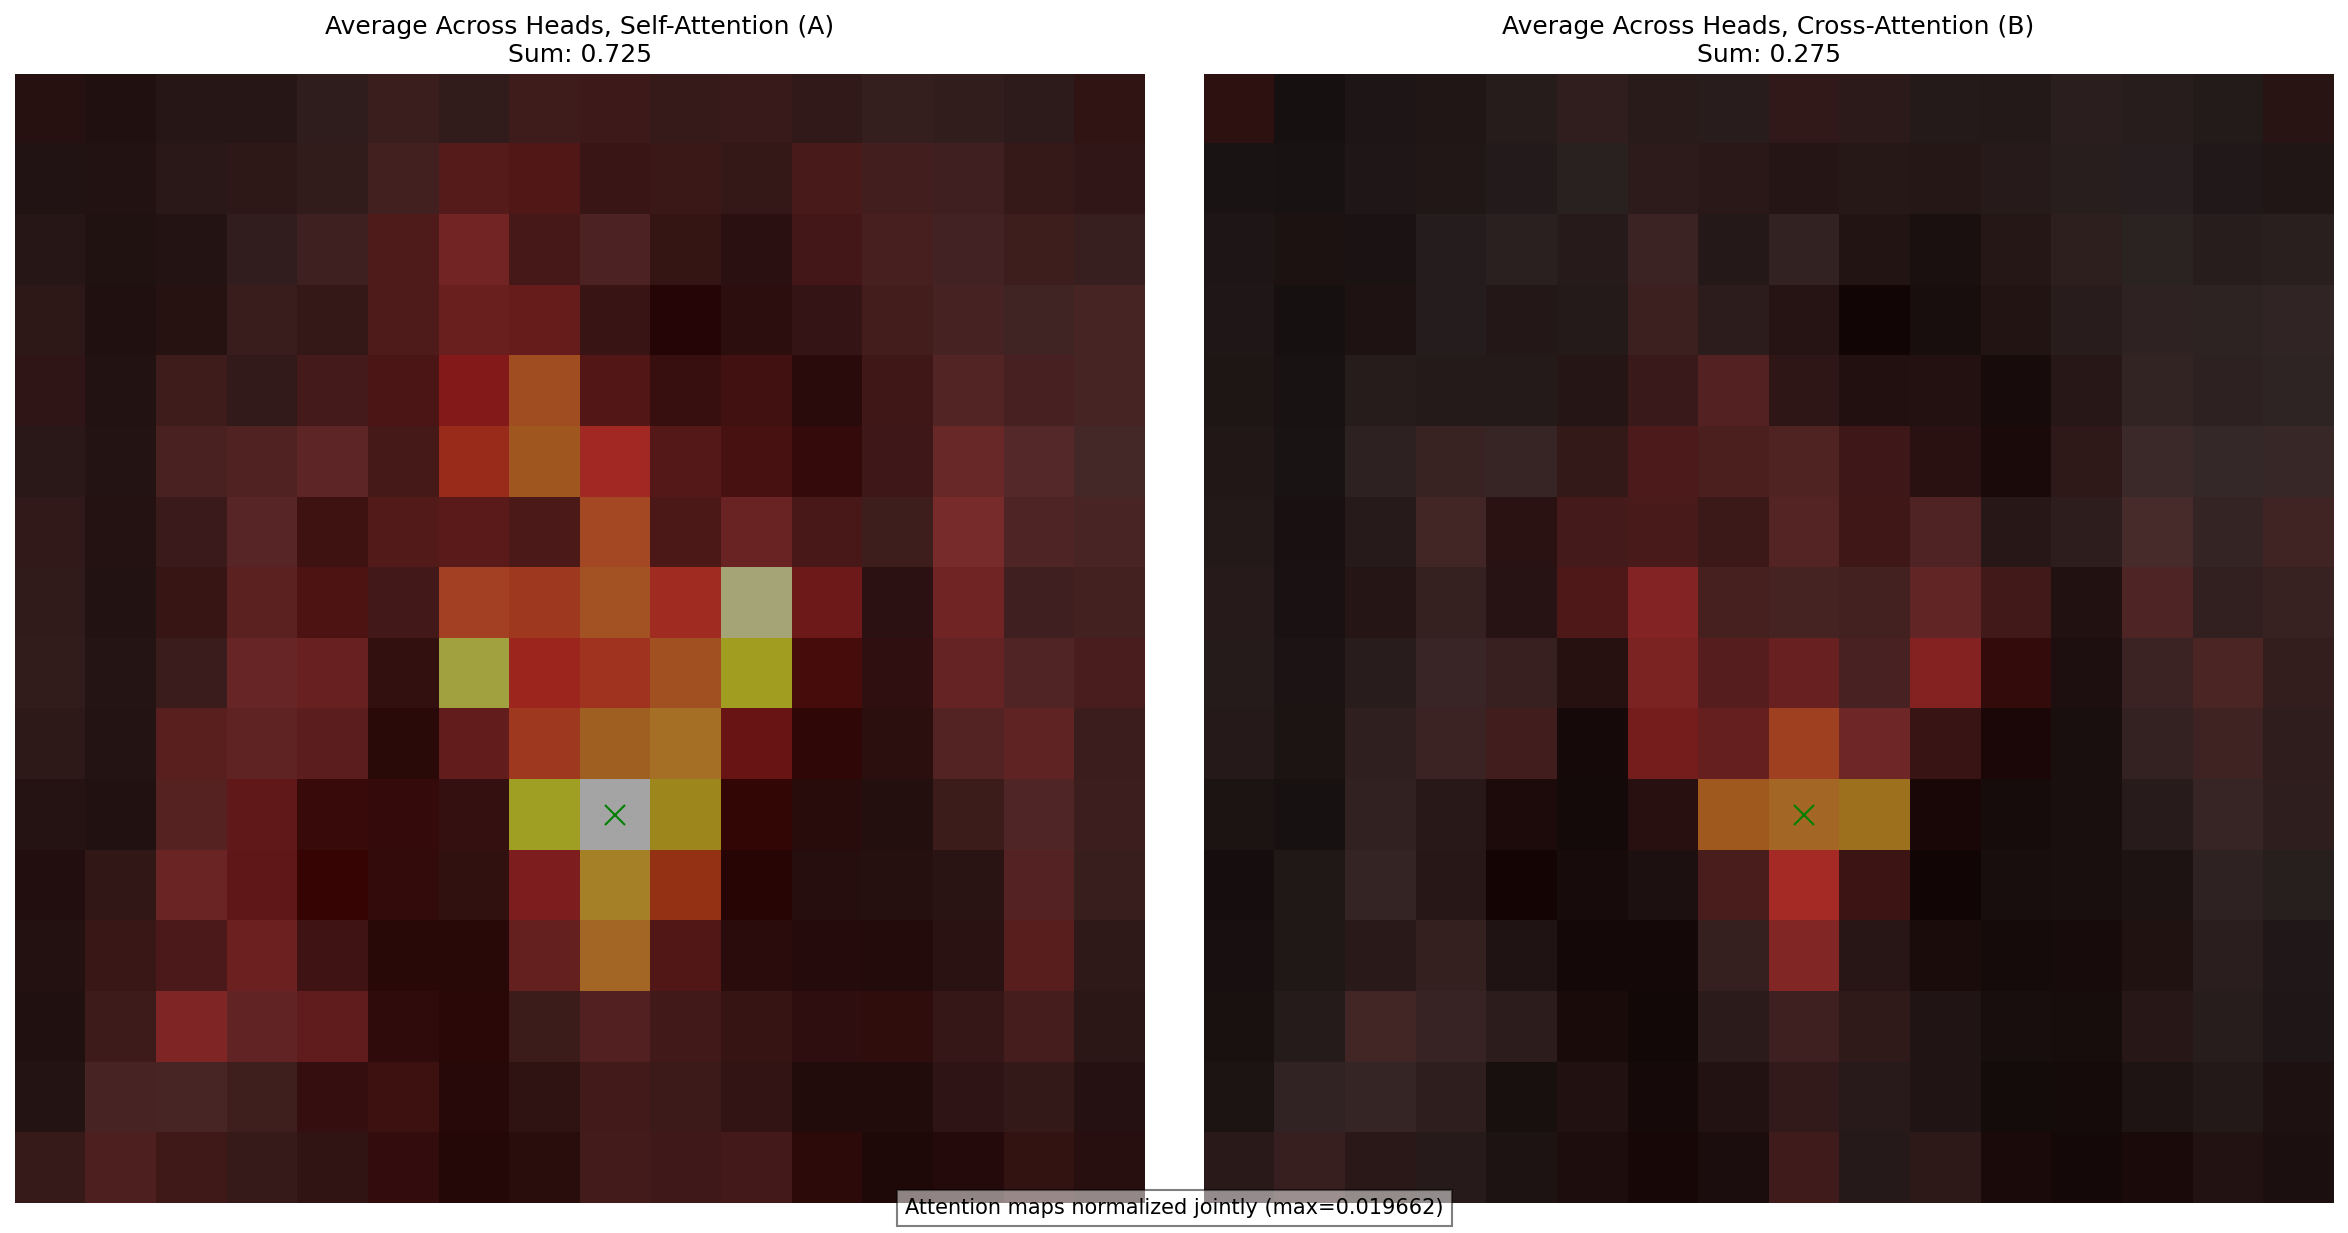 Average Across Heads, Self-Attention (A)
Sum: 0.725
Average Across Heads, Cross-Attention (B)
Sum: 0.275
Attention maps normalized jointly (max=0.019662)